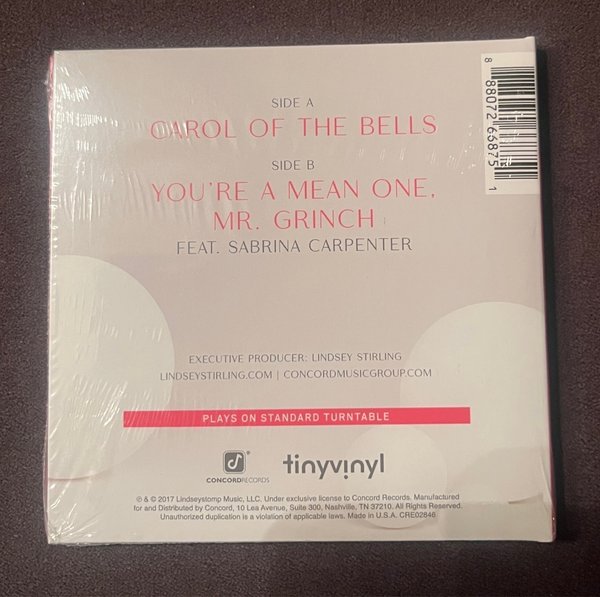 SIDE A
CAROL OF THE BELLS
SIDE B
YOU'RE A MEAN ONE,
MR. GRINCH
FEAT. SABRINA CARPENTER
EXECUTIVE PRODUCER: LINDSEY STIRLING
LINDSEYSTIRLING.COM | CONCORDMUSICGROUP.COM
PLAYS ON STANDARD TURNTABLE
CONCORDRECORDS®
tinyvinyl
℗ & © 2017 Lindseystomp Music, LLC. Under exclusive license to Concord Records. Manufactured
for and Distributed by Concord, 10 Lea Avenue, Suite 300, Nashville, TN 37210. All Rights Reserved.
Unauthorized duplication is a violation of applicable laws. Made in U.S.A. CRE02846
8 88072 66875 1